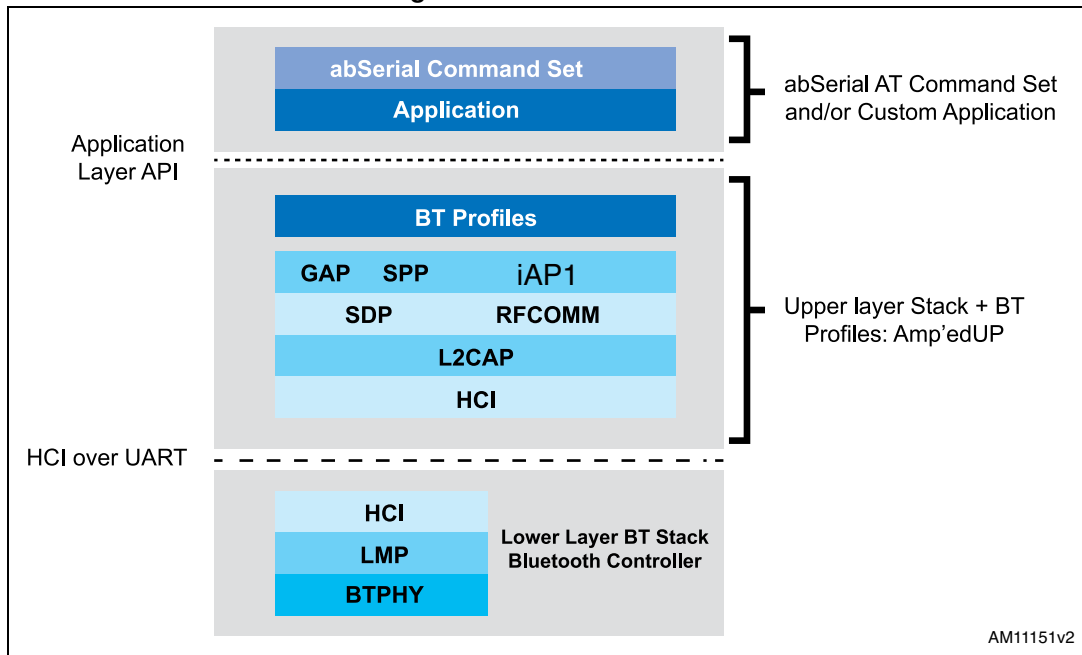 abSerial Command Set
Application
abSerial AT Command Set
and/or Custom Application
Application
Layer API
BT Profiles
GAP SPP iAP1
SDP RFCOMM
L2CAP
HCI
Upper layer Stack + BT
Profiles: Amp'edUP
HCI over UART
HCI
LMP
BTPHY
Lower Layer BT Stack
Bluetooth Controller
AM11151v2